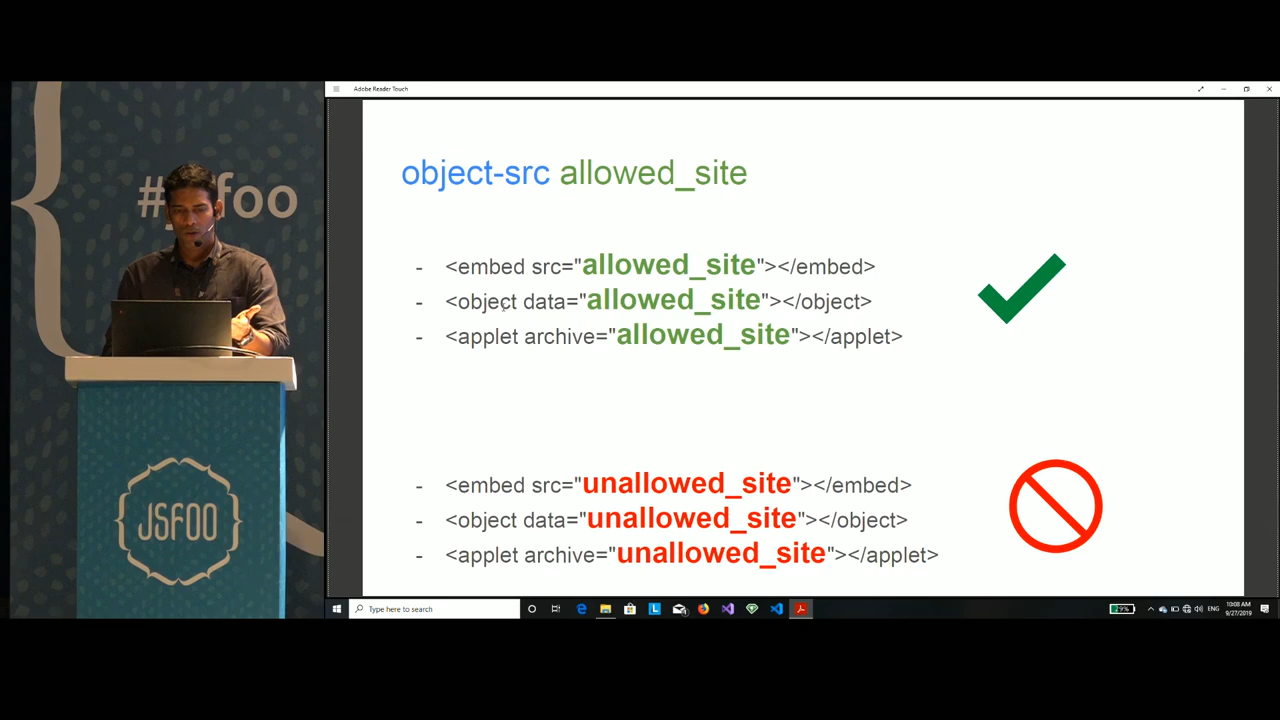 #jsfoo
JSFOO
Adobe Reader Touch
object-src allowed_site
- <embed src="allowed_site"></embed>
- <object data="allowed_site"></object>
- <applet archive="allowed_site"></applet>
- <embed src="unallowed_site"></embed>
- <object data="unallowed_site"></object>
- <applet archive="unallowed_site"></applet>
Type here to search
29%
ENG
10:08 AM
9/27/2019